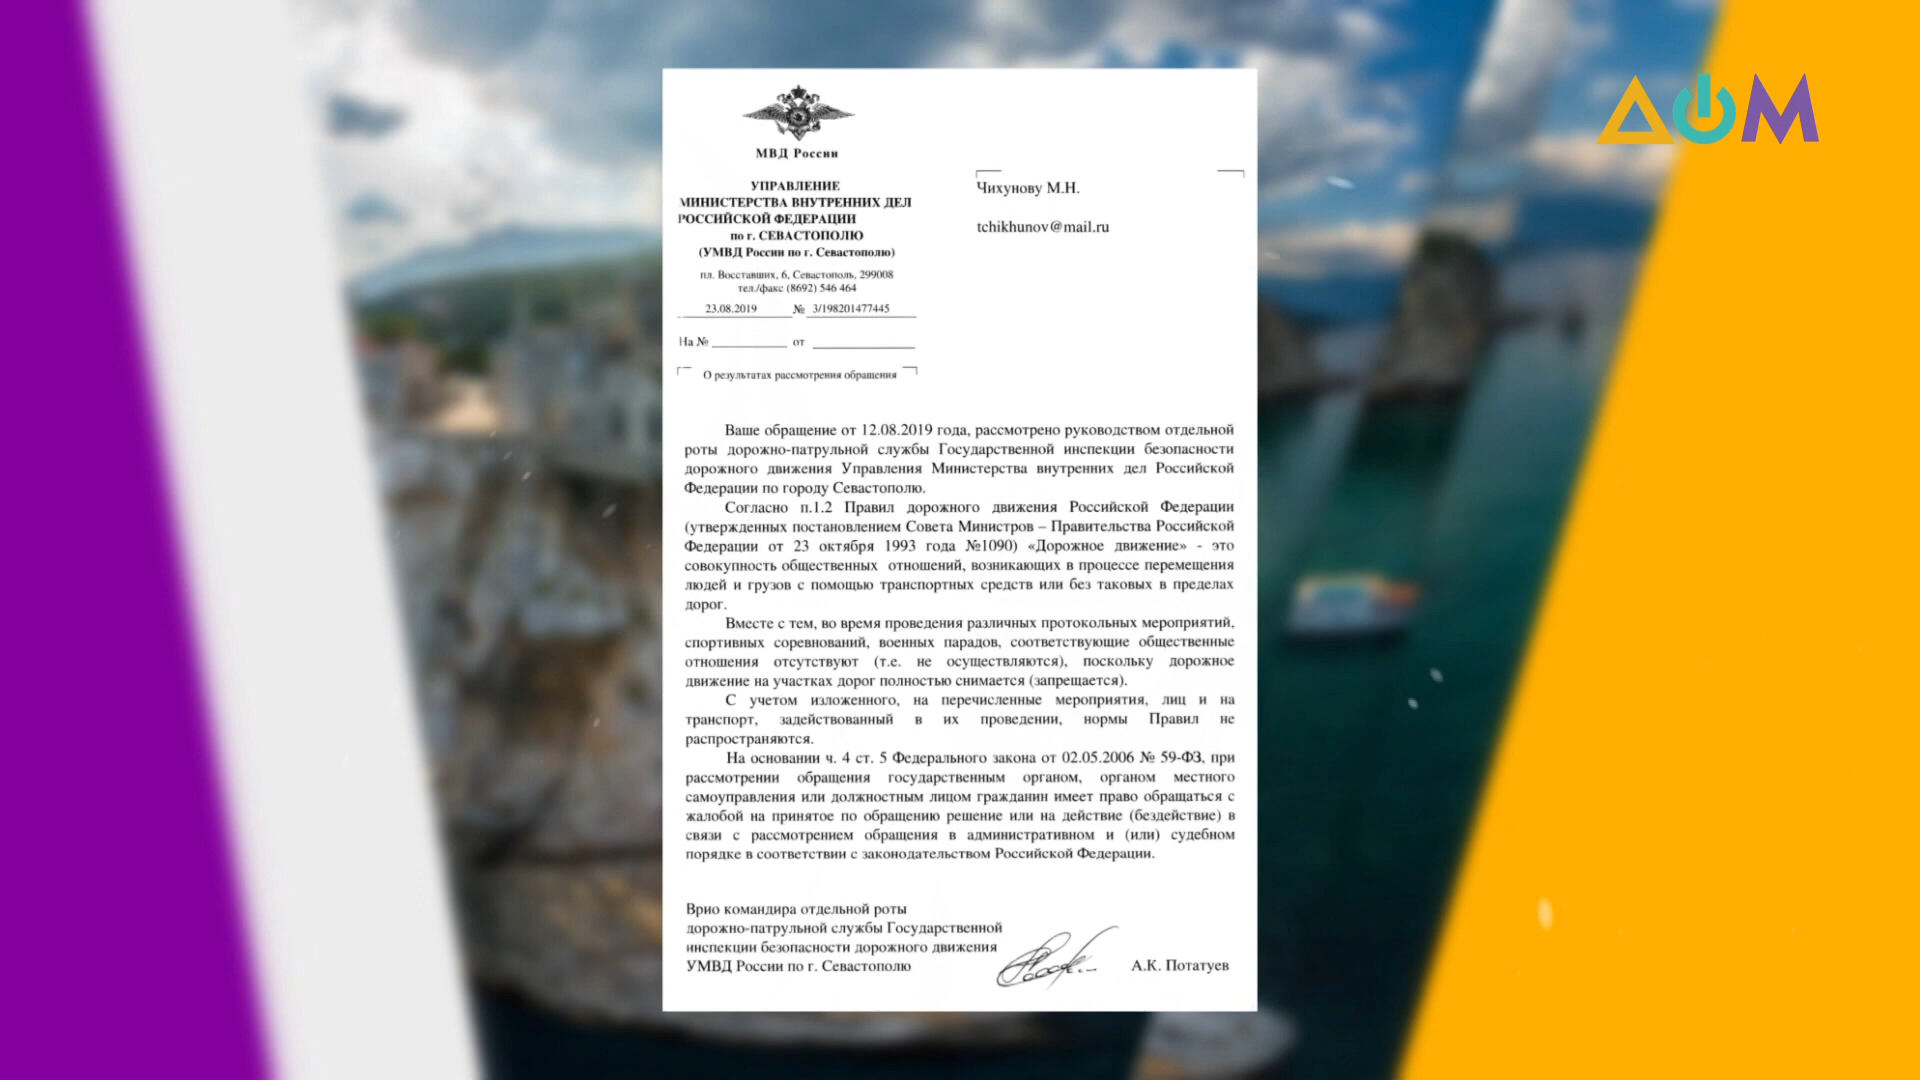 ДОМ
МВД России
УПРАВЛЕНИЕ
МИНИСТЕРСТВА ВНУТРЕННИХ ДЕЛ
РОССИЙСКОЙ ФЕДЕРАЦИИ
по г. СЕВАСТОПОЛЮ
(УМВД России по г. Севастополю)
пл. Восставших, 6, Севастополь, 299008
тел./факс (8692) 546 464
23.08.2019 № 3/198201477445
На № от
О результатах рассмотрения обращения
Чихунову М.Н.
tchikhunov@mail.ru
Ваше обращение от 12.08.2019 года, рассмотрено руководством отдельной
роты дорожно-патрульной службы Государственной инспекции безопасности
дорожного движения Управления Министерства внутренних дел Российской
Федерации по городу Севастополю.
Согласно п.1.2 Правил дорожного движения Российской Федерации
(утвержденных постановлением Совета Министров – Правительства Российской
Федерации от 23 октября 1993 года №1090) «Дорожное движение» - это
совокупность общественных отношений, возникающих в процессе перемещения
людей и грузов с помощью транспортных средств или без таковых в пределах
дорог.
Вместе с тем, во время проведения различных протокольных мероприятий,
спортивных соревнований, военных парадов, соответствующие общественные
отношения отсутствуют (т.е. не осуществляются), поскольку дорожное
движение на участках дорог полностью снимается (запрещается).
С учетом изложенного, на перечисленные мероприятия, лиц и на
транспорт, задействованный в их проведении, нормы Правил не
распространяются.
На основании ч. 4 ст. 5 Федерального закона от 02.05.2006 № 59-ФЗ, при
рассмотрении обращения государственным органом, органом местного
самоуправления или должностным лицом гражданин имеет право обращаться с
жалобой на принятое по обращению решение или на действие (бездействие) в
связи с рассмотрением обращения в административном и (или) судебном
порядке в соответствии с законодательством Российской Федерации.
Врио командира отдельной роты
дорожно-патрульной службы Государственной
инспекции безопасности дорожного движения
УМВД России по г. Севастополю А.К. Потатуев